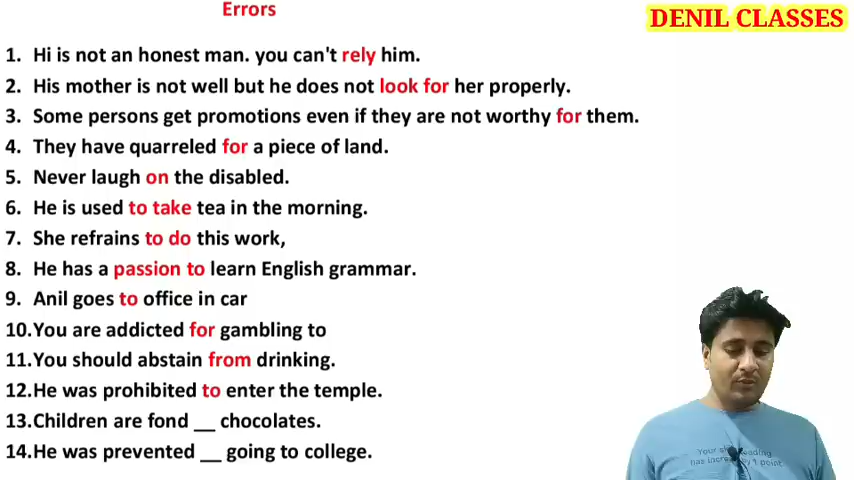 Errors
DENIL CLASSES
1. Hi is not an honest man. you can't rely him.
2. His mother is not well but he does not look for her properly.
3. Some persons get promotions even if they are not worthy for them.
4. They have quarreled for a piece of land.
5. Never laugh on the disabled.
6. He is used to take tea in the morning.
7. She refrains to do this work,
8. He has a passion to learn English grammar.
9. Anil goes to office in car
10.You are addicted for gambling to
11.You should abstain from drinking.
12.He was prohibited to enter the temple.
13.Children are fond __ chocolates.
14.He was prevented __ going to college.